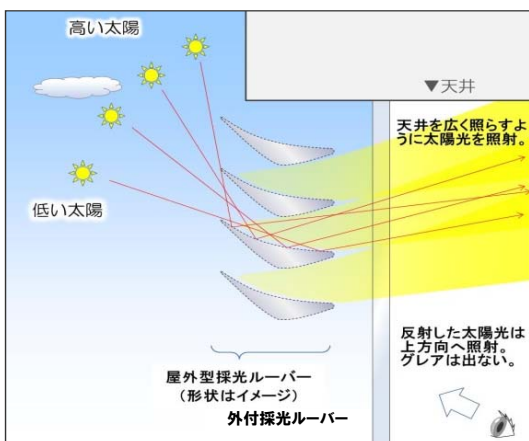 高い太陽
▼天井
天井を広く照らすよ
うに太陽光を照射。
低い太陽
反射した太陽光は
上方向へ照射。
グレアは出ない。
屋外型採光ルーバー
(形状はイメージ)
外付採光ルーバー